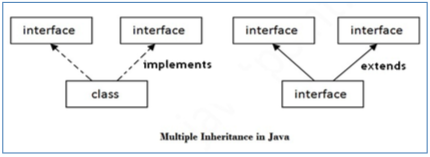 interface interface interface interface
implements extends
class interface
Multiple Inheritance in Java